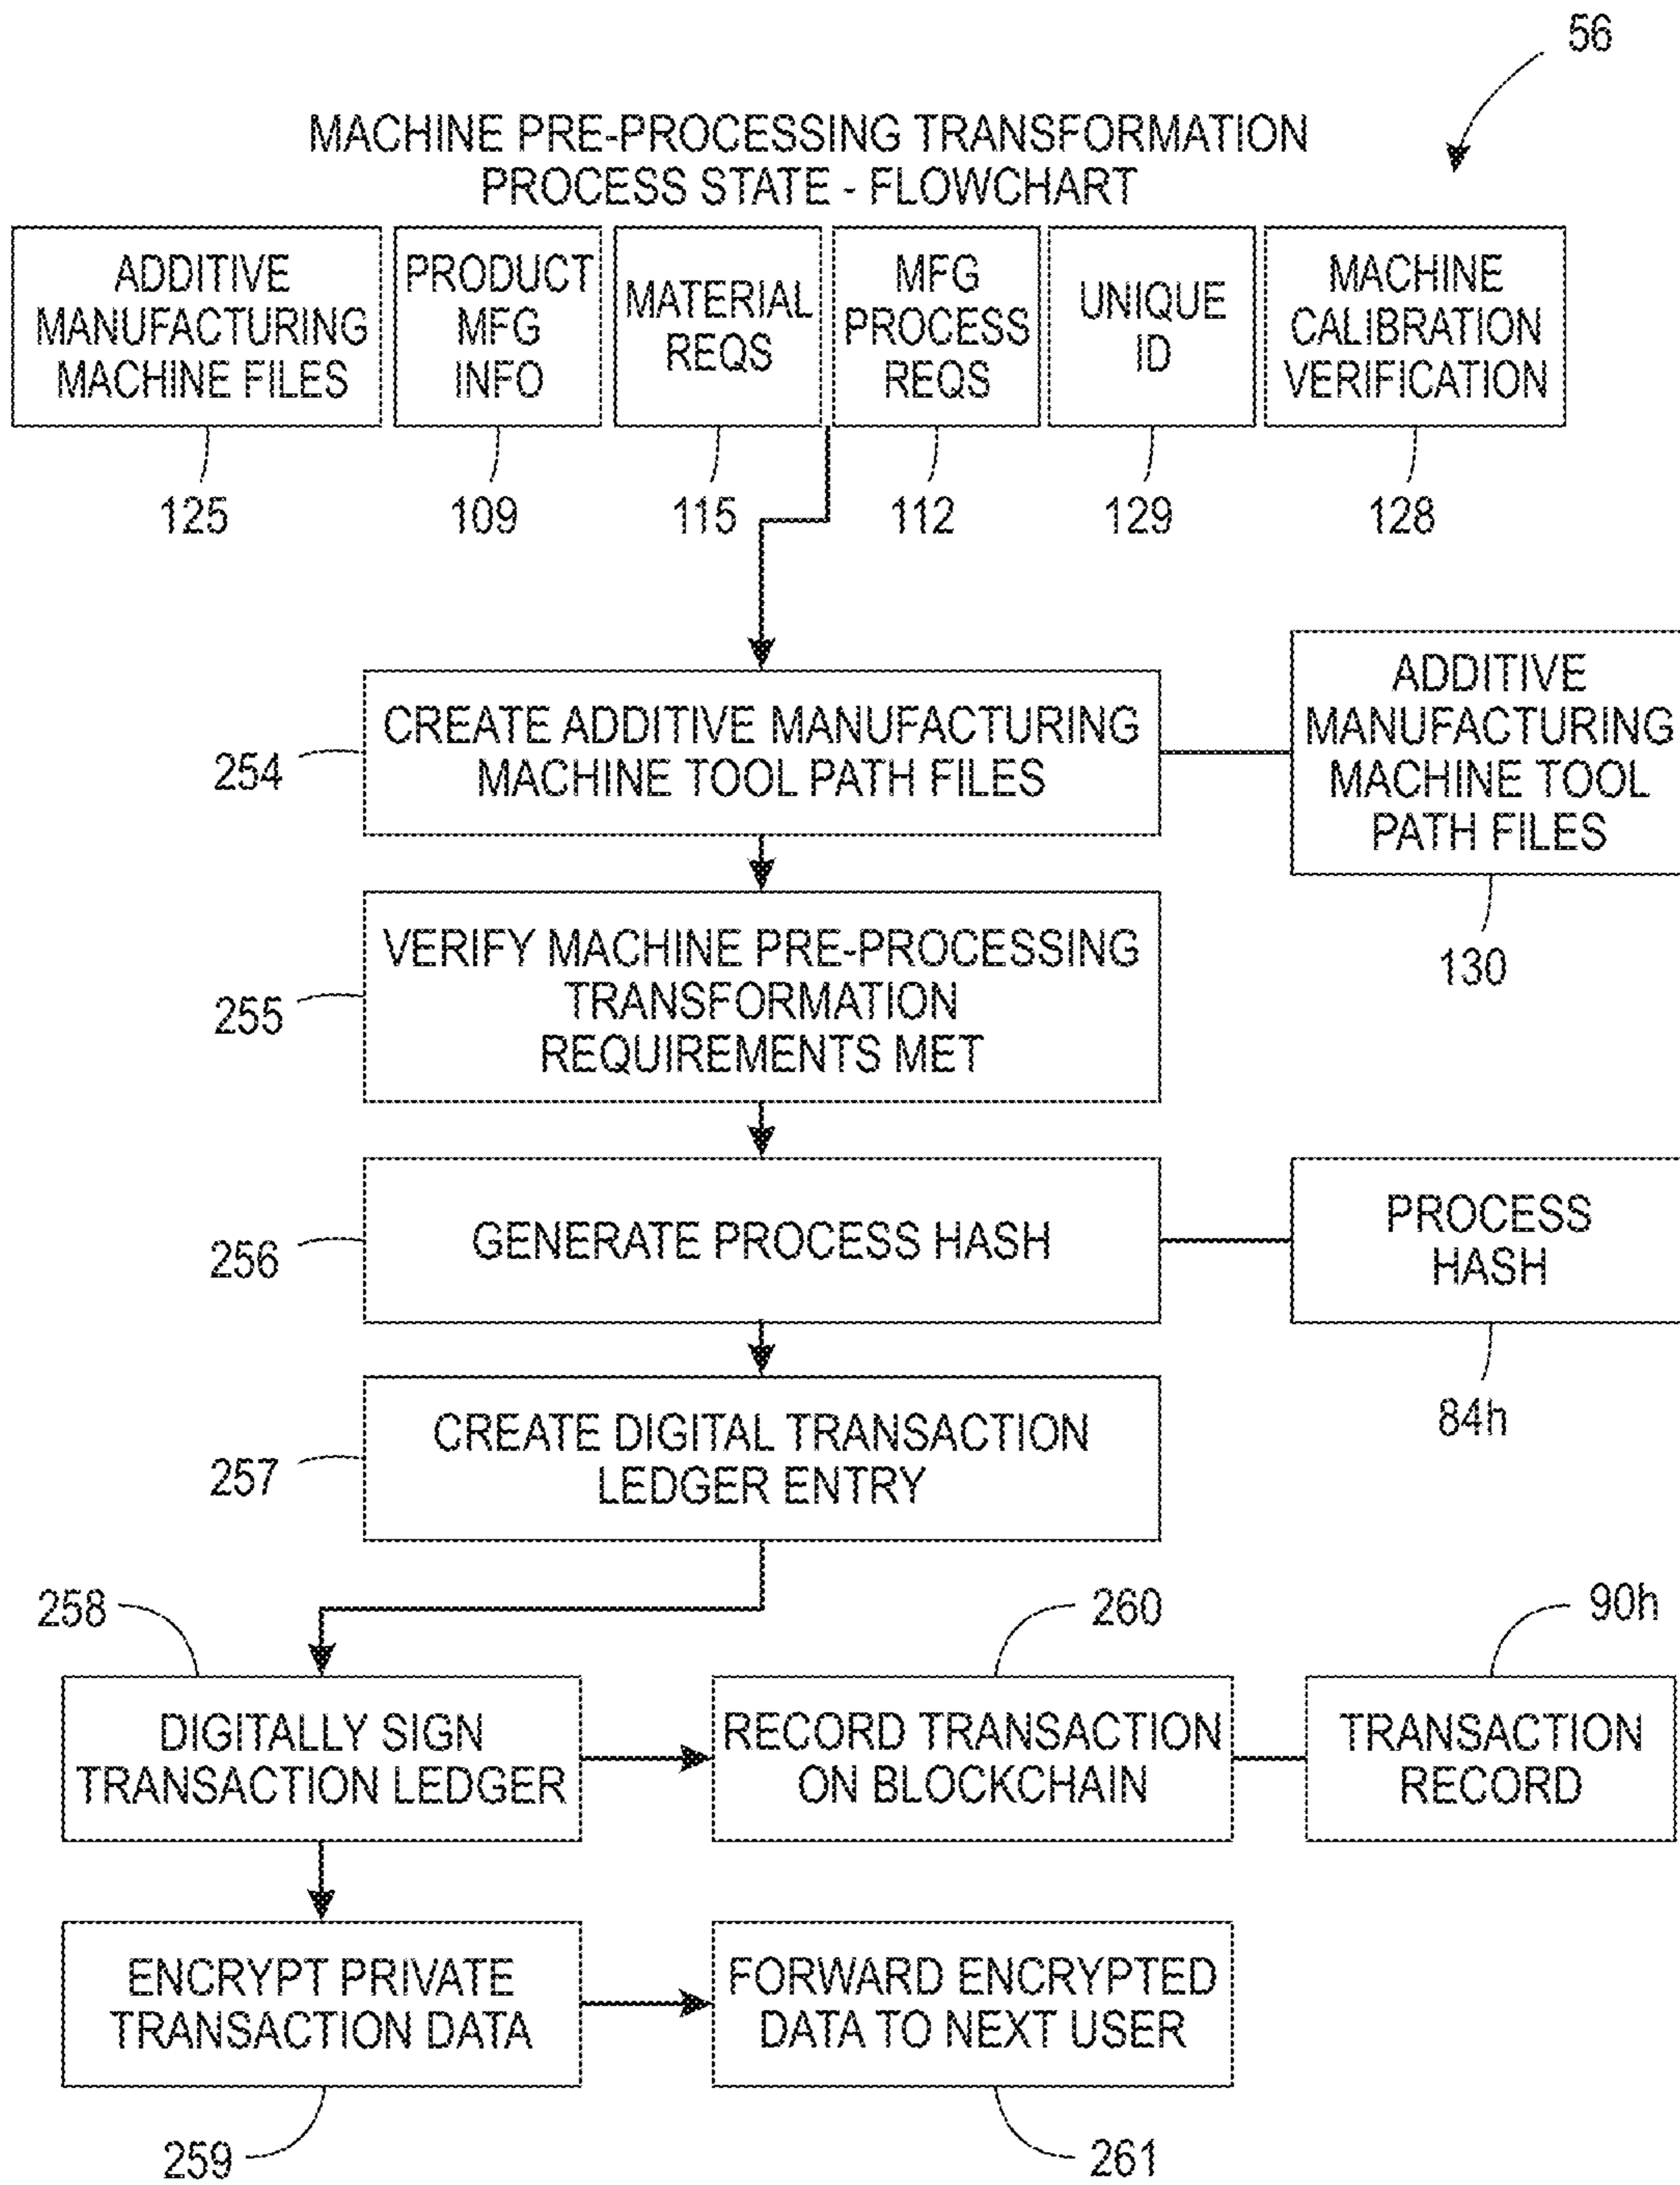 56
MACHINE PRE-PROCESSING TRANSFORMATION
PROCESS STATE - FLOWCHART
ADDITIVE
MANUFACTURING
MACHINE FILES
PRODUCT
MFG
INFO
MATERIAL
REQS
MFG
PROCESS
REQS
UNIQUE
ID
MACHINE
CALIBRATION
VERIFICATION
125
109
115
112
129
128
254
CREATE ADDITIVE MANUFACTURING
MACHINE TOOL PATH FILES
ADDITIVE
MANUFACTURING
MACHINE TOOL
PATH FILES
130
255
VERIFY MACHINE PRE-PROCESSING
TRANSFORMATION
REQUIREMENTS MET
256
GENERATE PROCESS HASH
PROCESS
HASH
84h
257
CREATE DIGITAL TRANSACTION
LEDGER ENTRY
258
260
90h
DIGITALLY SIGN
TRANSACTION LEDGER
RECORD TRANSACTION
ON BLOCKCHAIN
TRANSACTION
RECORD
ENCRYPT PRIVATE
TRANSACTION DATA
FORWARD ENCRYPTED
DATA TO NEXT USER
259
261